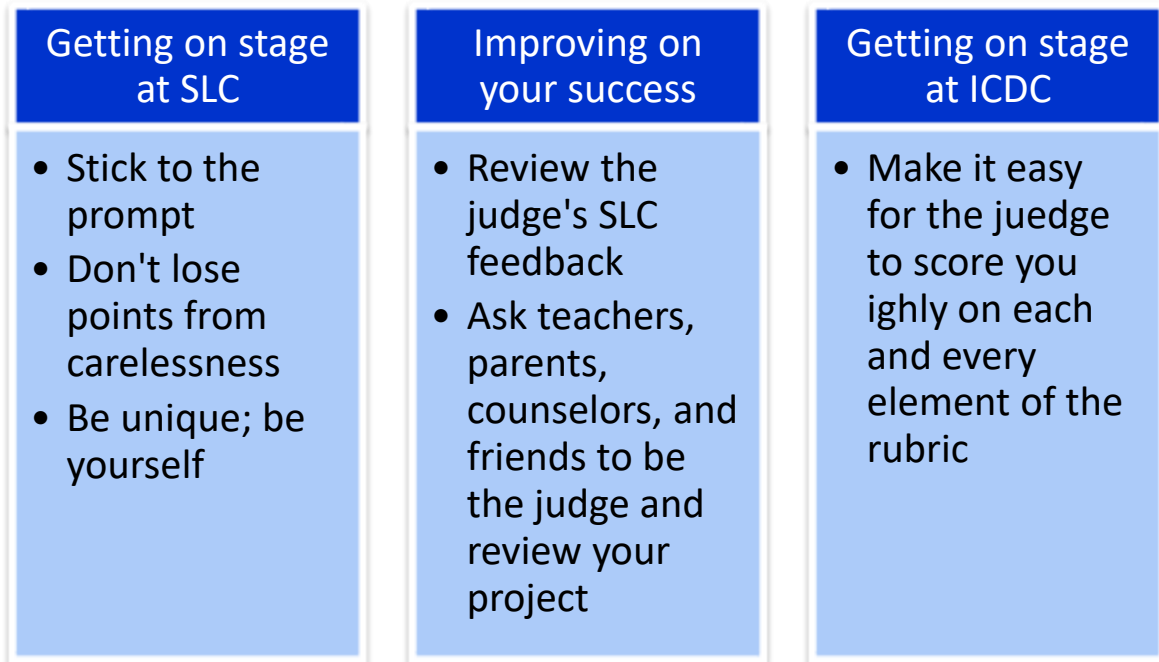 Getting on stage
at SLC
• Stick to the
prompt
• Don't lose
points from
carelessness
• Be unique; be
yourself
Improving on
your success
• Review the
judge's SLC
feedback
• Ask teachers,
parents,
counselors, and
friends to be
the judge and
review your
project
Getting on stage
at ICDC
• Make it easy
for the juedge
to score you
ighly on each
and every
element of the
rubric